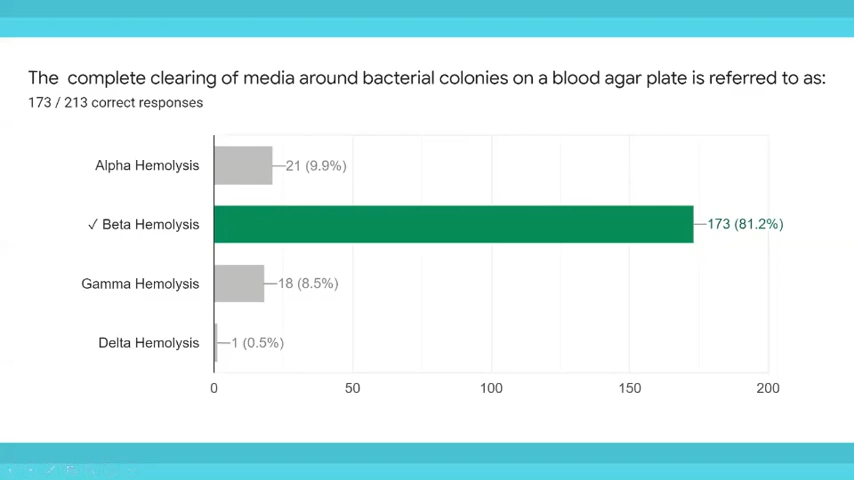 The complete clearing of media around bacterial colonies on a blood agar plate is referred to as:
173 / 213 correct responses
Alpha Hemolysis 21 (9.9%)
✓ Beta Hemolysis 173 (81.2%)
Gamma Hemolysis 18 (8.5%)
Delta Hemolysis 1 (0.5%)
0 50 100 150 200